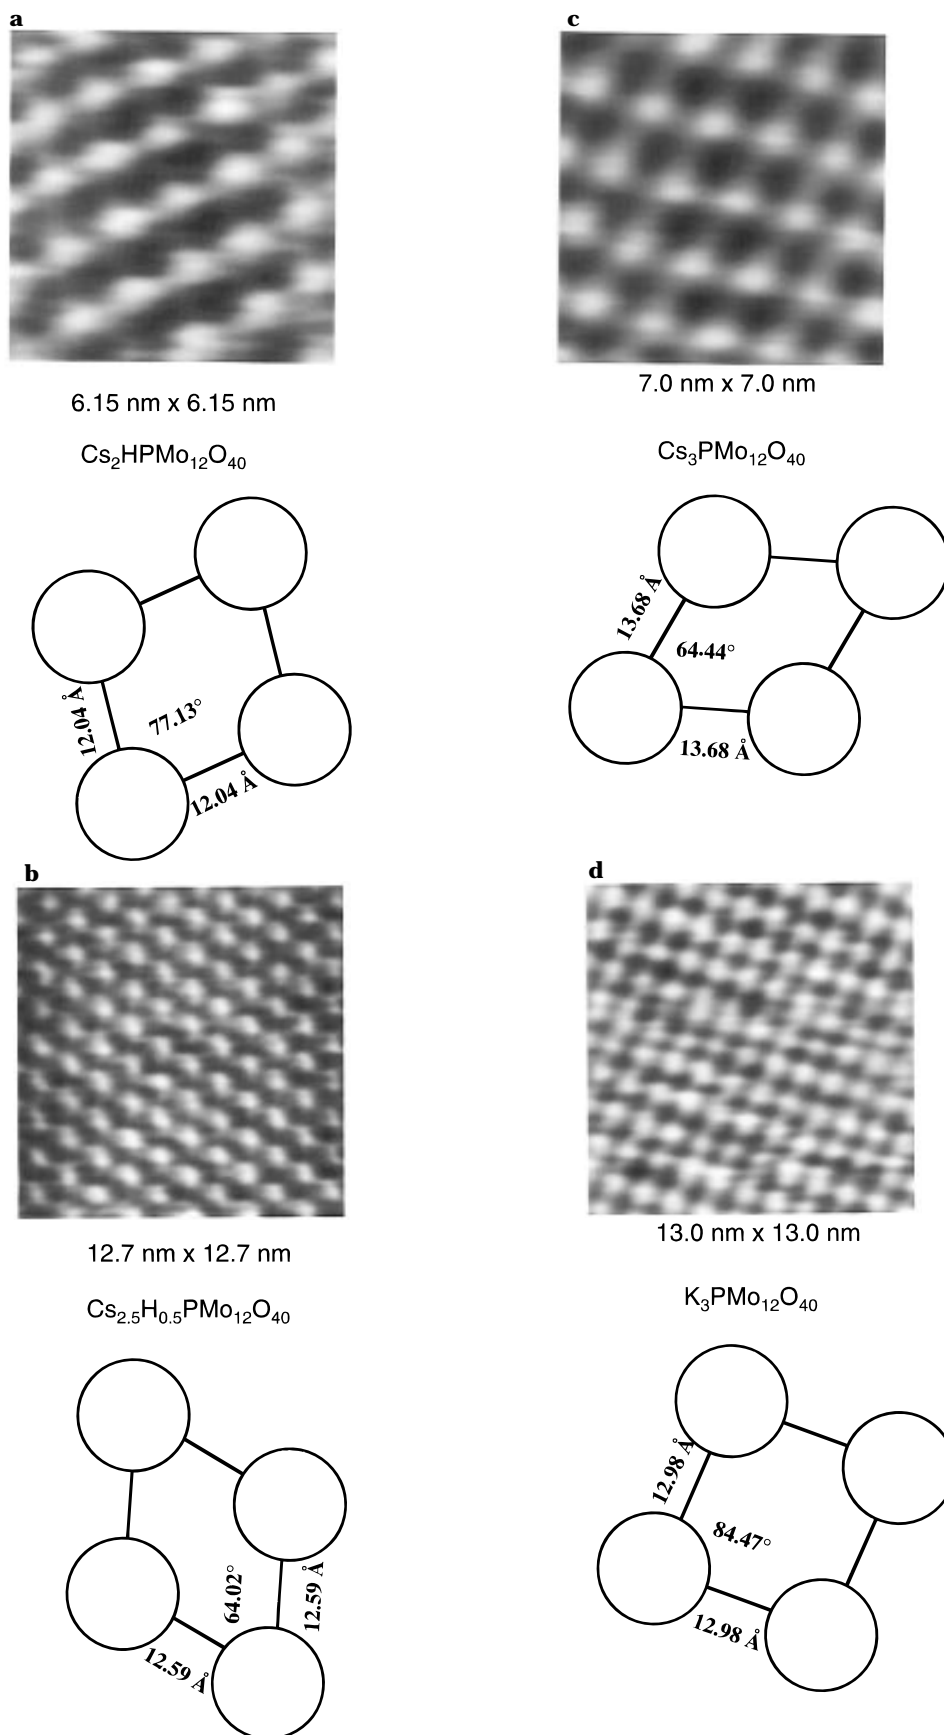 a
6.15 nm x 6.15 nm
Cs₂HPMo₁₂O₄₀
12.04 Å
77.13°
12.04 Å
c
7.0 nm x 7.0 nm
Cs₃PMo₁₂O₄₀
13.68 Å
64.44°
13.68 Å
b
12.7 nm x 12.7 nm
Cs₂.₅H₀.₅PMo₁₂O₄₀
64.02°
12.59 Å
12.59 Å
d
13.0 nm x 13.0 nm
K₃PMo₁₂O₄₀
12.98 Å
84.47°
12.98 Å